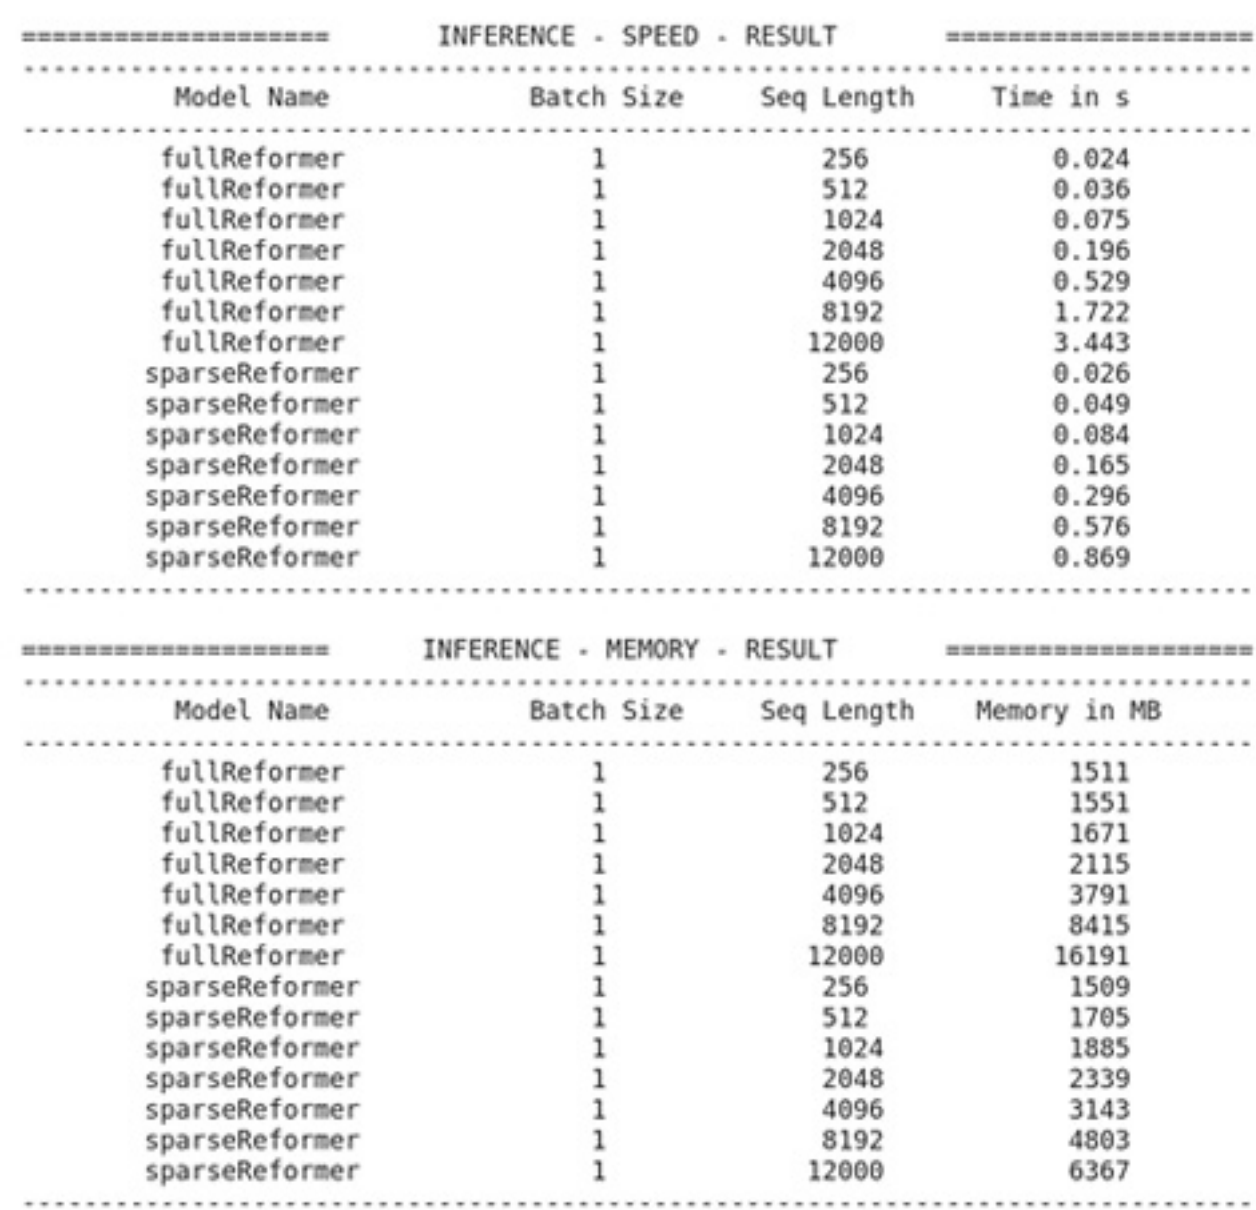 ==================== INFERENCE - SPEED - RESULT ====================
--------------------------------------------------------------------------------
Model Name Batch Size Seq Length Time in s
--------------------------------------------------------------------------------
fullReformer 1 256 0.024
fullReformer 1 512 0.036
fullReformer 1 1024 0.075
fullReformer 1 2048 0.196
fullReformer 1 4096 0.529
fullReformer 1 8192 1.722
fullReformer 1 12000 3.443
sparseReformer 1 256 0.026
sparseReformer 1 512 0.049
sparseReformer 1 1024 0.084
sparseReformer 1 2048 0.165
sparseReformer 1 4096 0.296
sparseReformer 1 8192 0.576
sparseReformer 1 12000 0.869
--------------------------------------------------------------------------------
==================== INFERENCE - MEMORY - RESULT ====================
--------------------------------------------------------------------------------
Model Name Batch Size Seq Length Memory in MB
--------------------------------------------------------------------------------
fullReformer 1 256 1511
fullReformer 1 512 1551
fullReformer 1 1024 1671
fullReformer 1 2048 2115
fullReformer 1 4096 3791
fullReformer 1 8192 8415
fullReformer 1 12000 16191
sparseReformer 1 256 1509
sparseReformer 1 512 1705
sparseReformer 1 1024 1885
sparseReformer 1 2048 2339
sparseReformer 1 4096 3143
sparseReformer 1 8192 4803
sparseReformer 1 12000 6367
--------------------------------------------------------------------------------